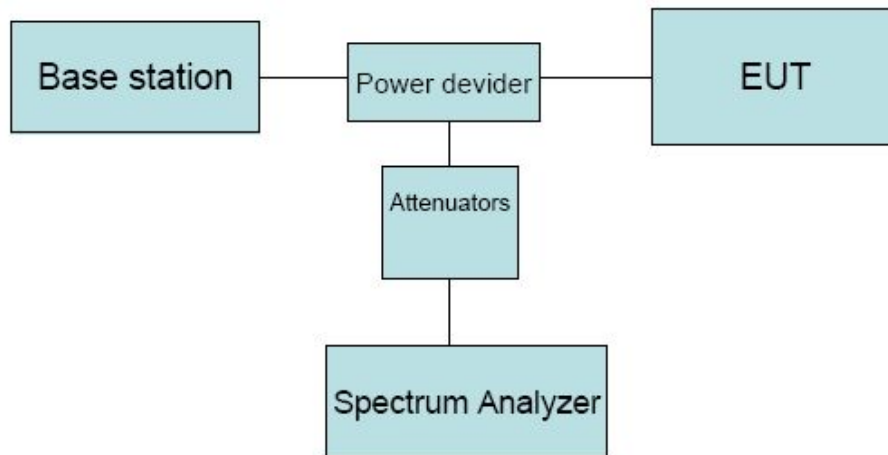 Base station
Power devider
EUT
Attenuators
Spectrum Analyzer